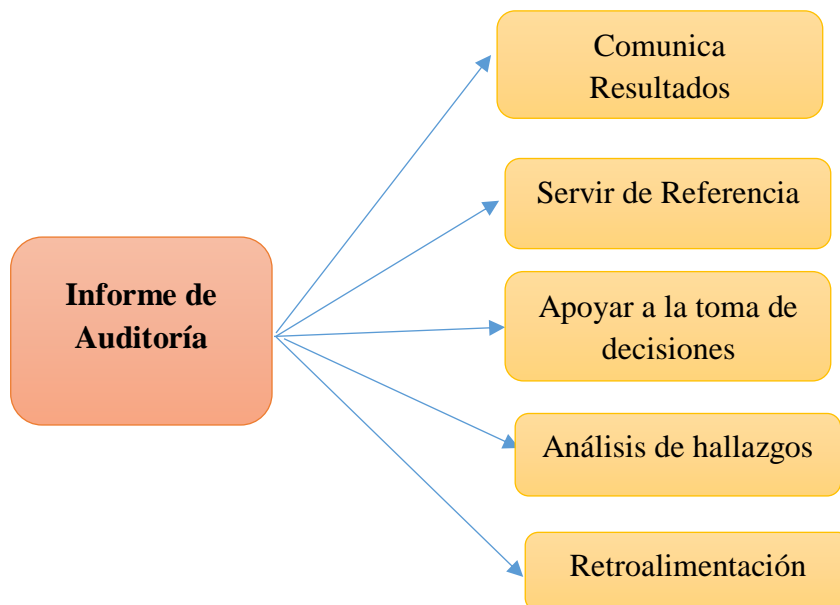 Informe de
Auditoría
Comunica
Resultados
Servir de Referencia
Apoyar a la toma de
decisiones
Análisis de hallazgos
Retroalimentación